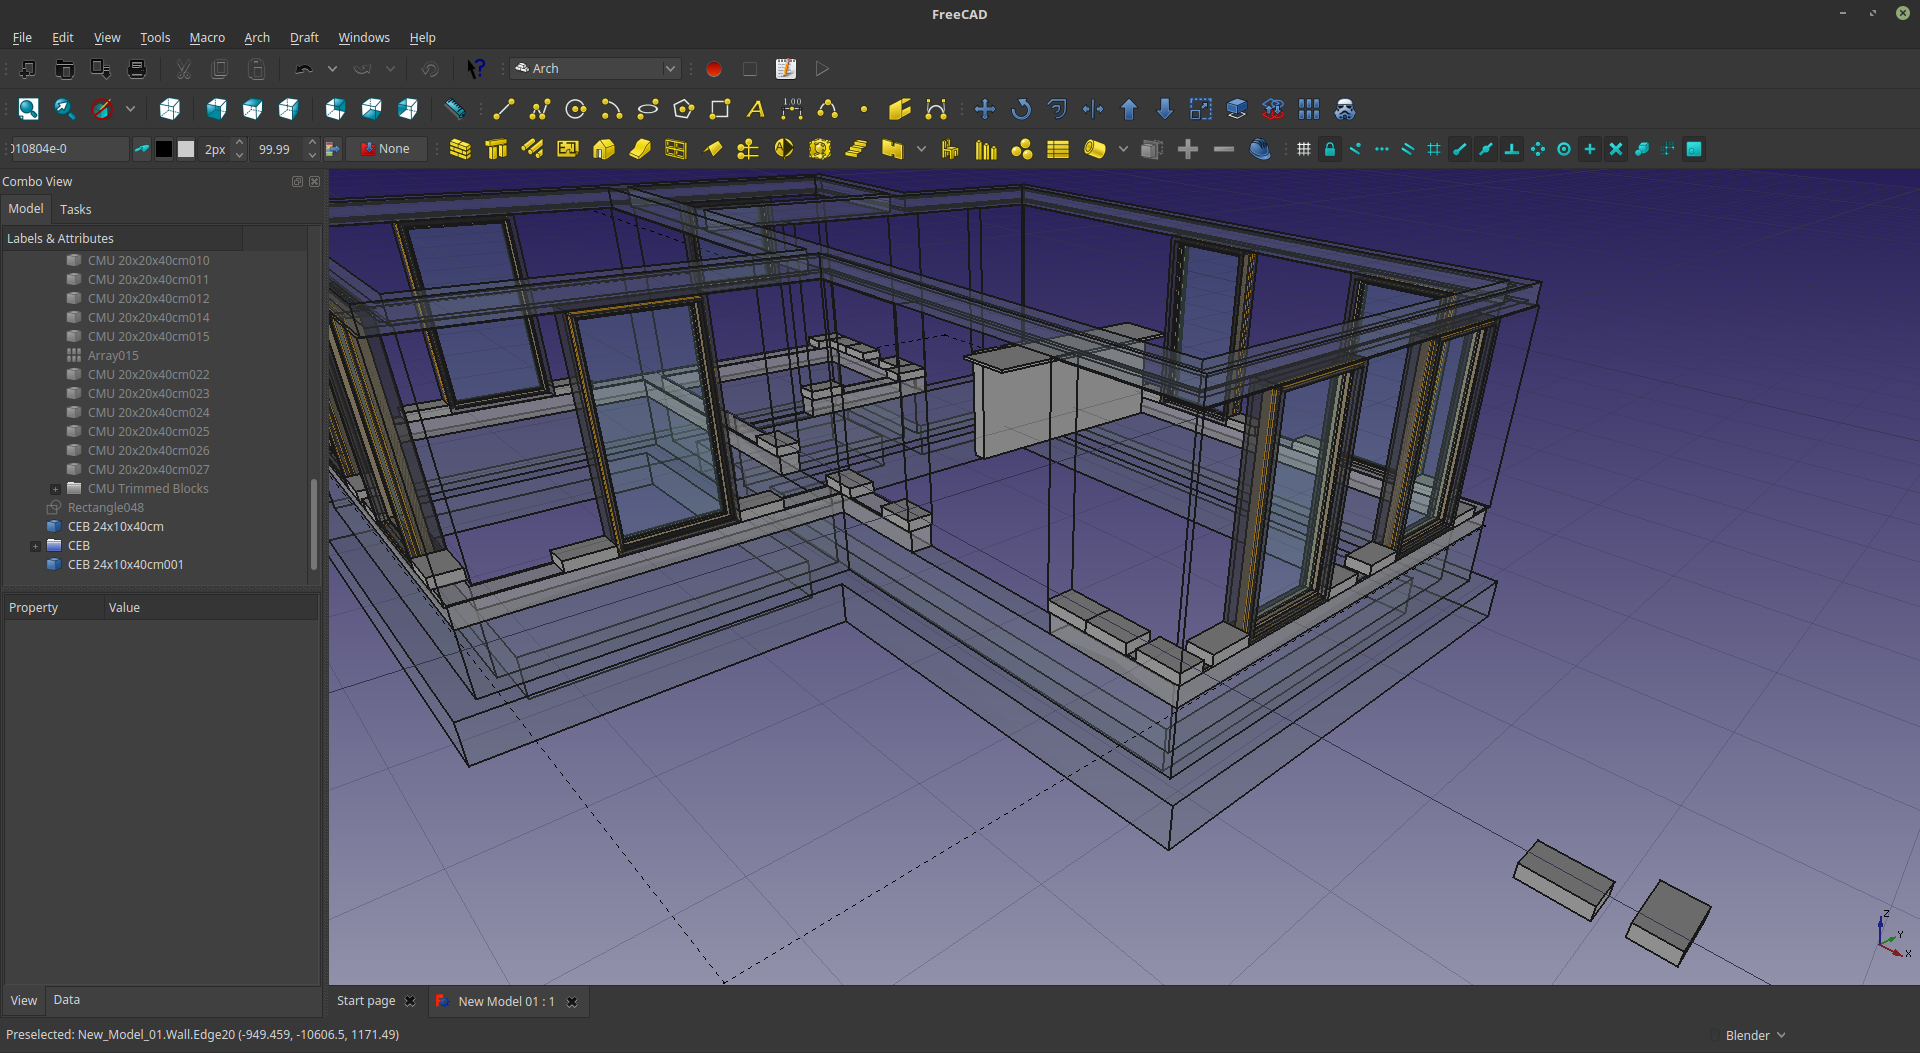 FreeCAD
File Edit View Tools Macro Arch Draft Windows Help
Arch
A 1.00
)10804e-0 2px 99.99 None
Combo View
Model Tasks
Labels & Attributes
CMU 20x20x40cm010
CMU 20x20x40cm011
CMU 20x20x40cm012
CMU 20x20x40cm014
CMU 20x20x40cm015
Array015
CMU 20x20x40cm022
CMU 20x20x40cm023
CMU 20x20x40cm024
CMU 20x20x40cm025
CMU 20x20x40cm026
CMU 20x20x40cm027
CMU Trimmed Blocks
Rectangle048
CEB 24x10x40cm
CEB
CEB 24x10x40cm001
Property Value
Z
Y
X
View Data
Start page New Model 01 : 1
Preselected: New_Model_01.Wall.Edge20 (-949.459, -10606.5, 1171.49)
Blender